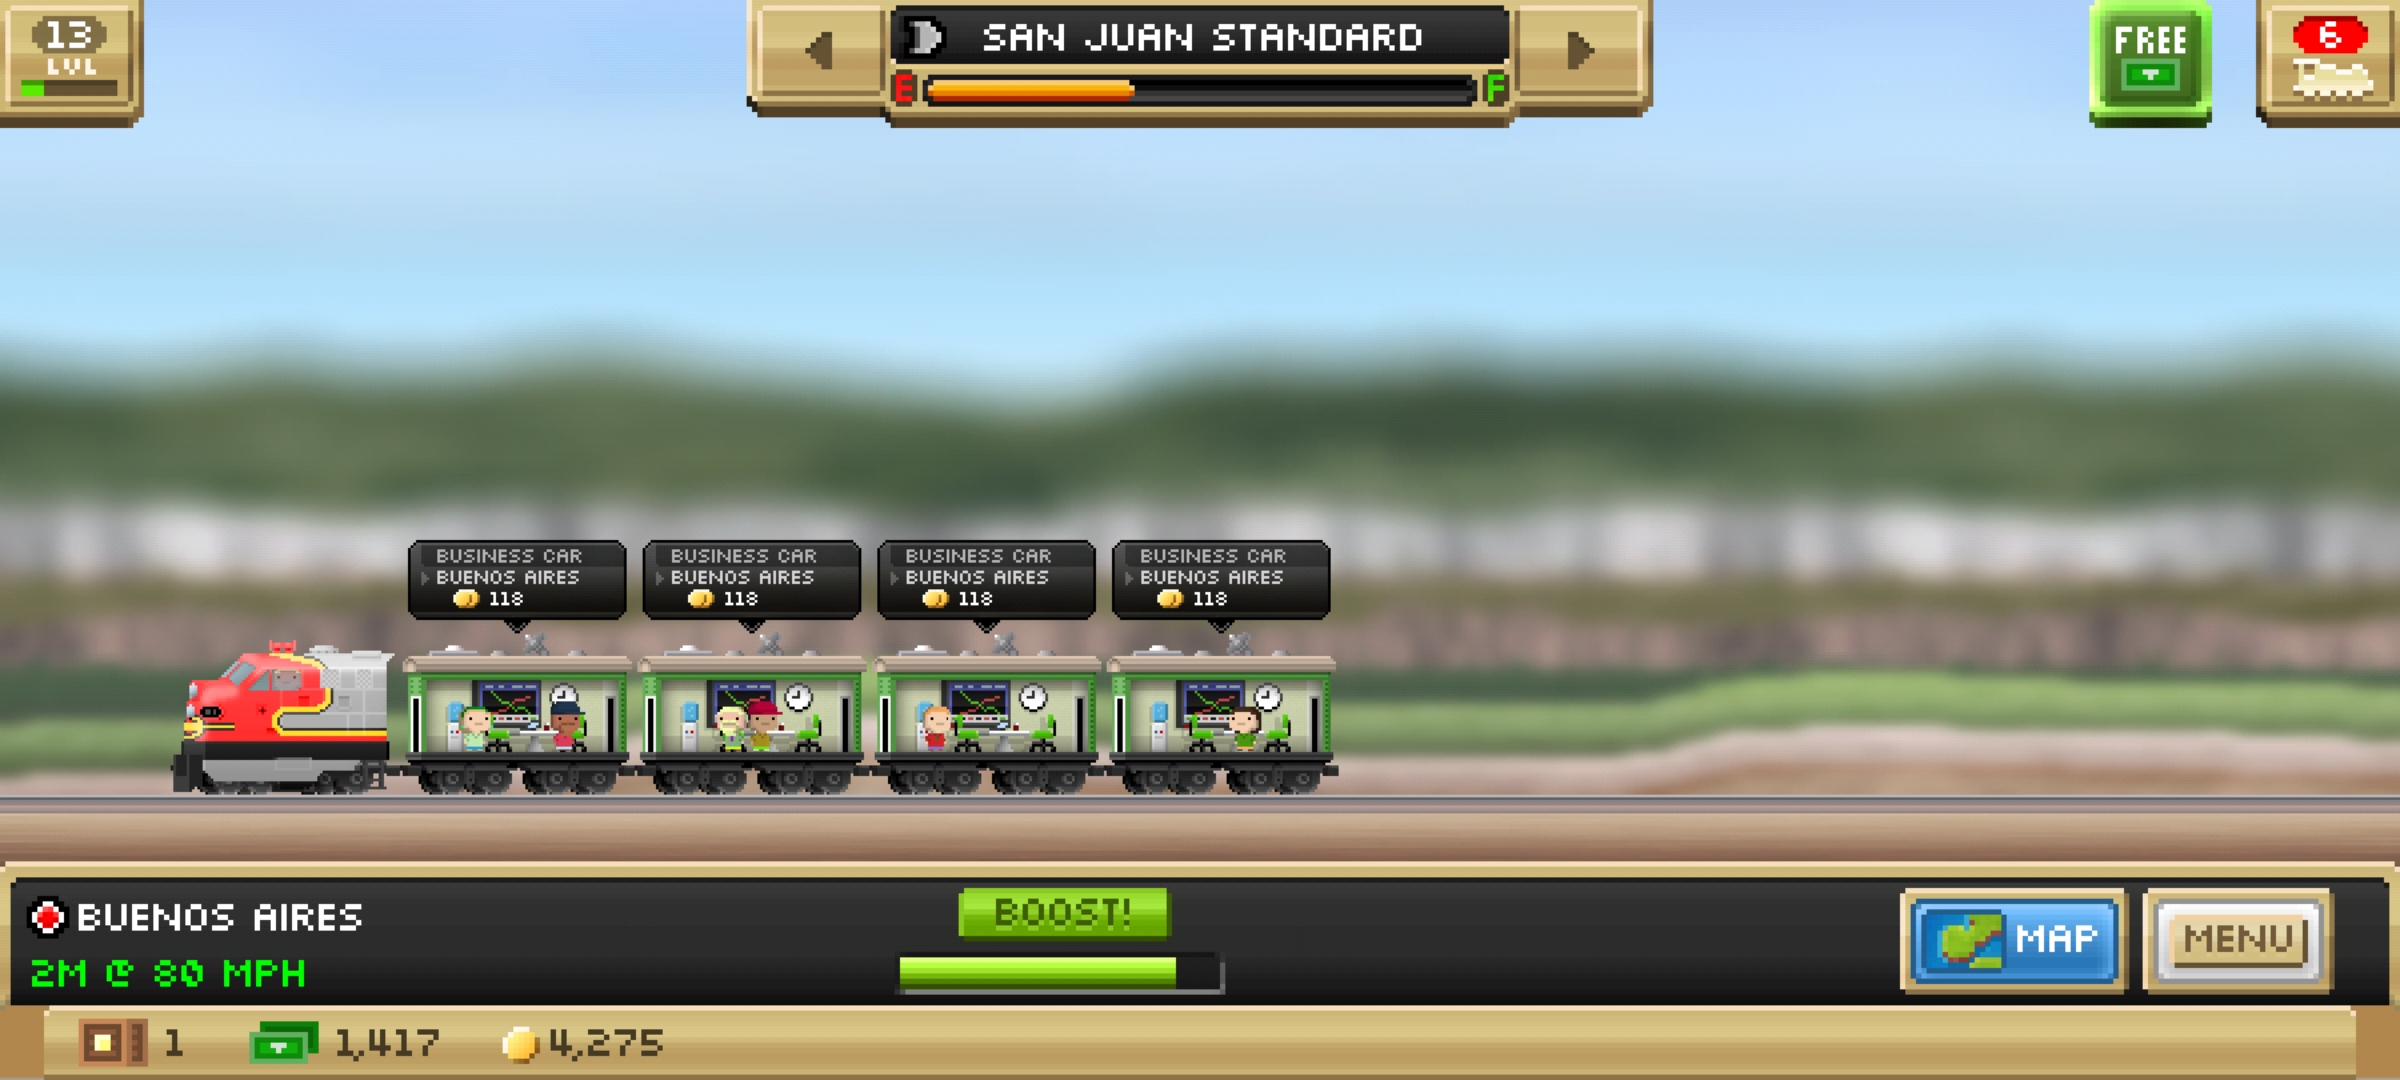 13
LVL
SAN JUAN STANDARD
E F
FREE
6
BUSINESS CAR
BUENOS AIRES
118
BUSINESS CAR
BUENOS AIRES
118
BUSINESS CAR
BUENOS AIRES
118
BUSINESS CAR
BUENOS AIRES
118
BUENOS AIRES
2M @ 80 MPH
BOOST!
MAP
MENU
1
1,417
4,275